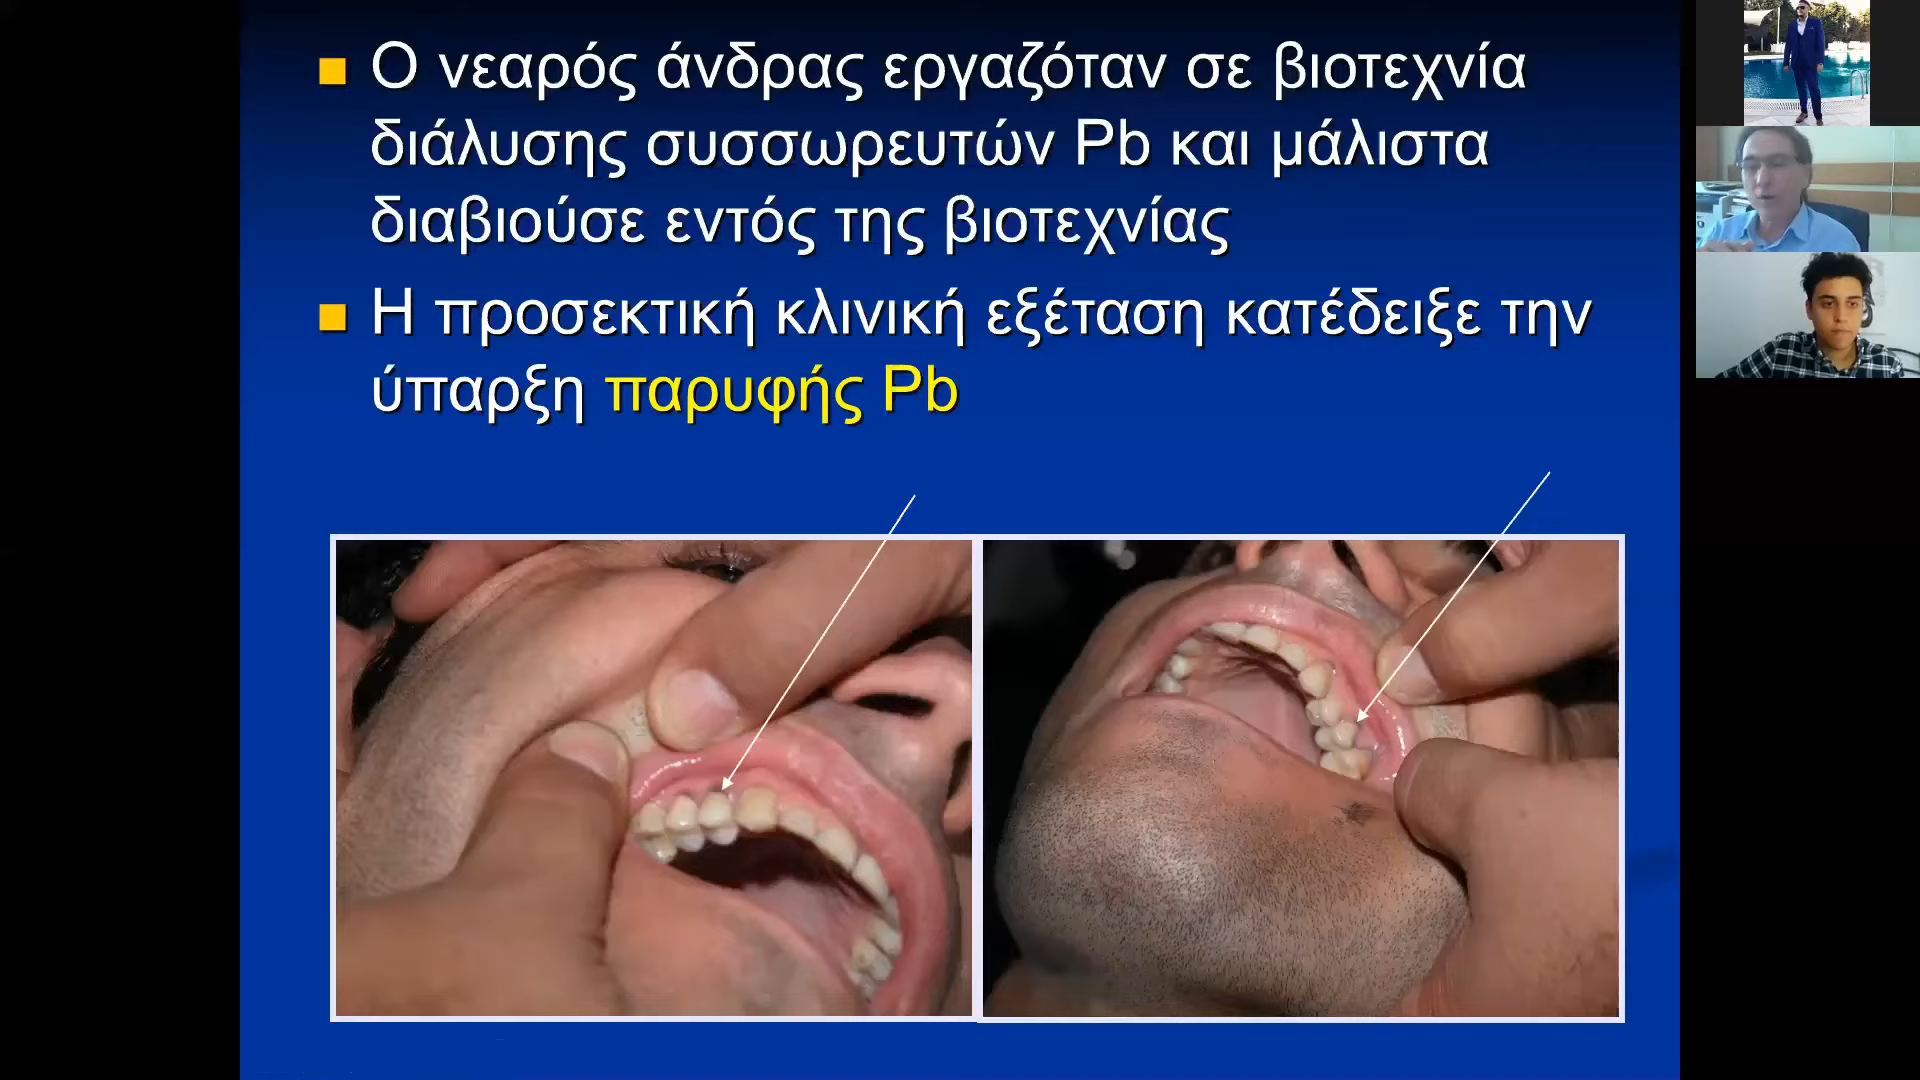 Ο νεαρός άνδρας εργαζόταν σε βιοτεχνία
διάλυσης συσσωρευτών Pb και μάλιστα
διαβιούσε εντός της βιοτεχνίας
Η προσεκτική κλινική εξέταση κατέδειξε την
ύπαρξη παρυφής Pb